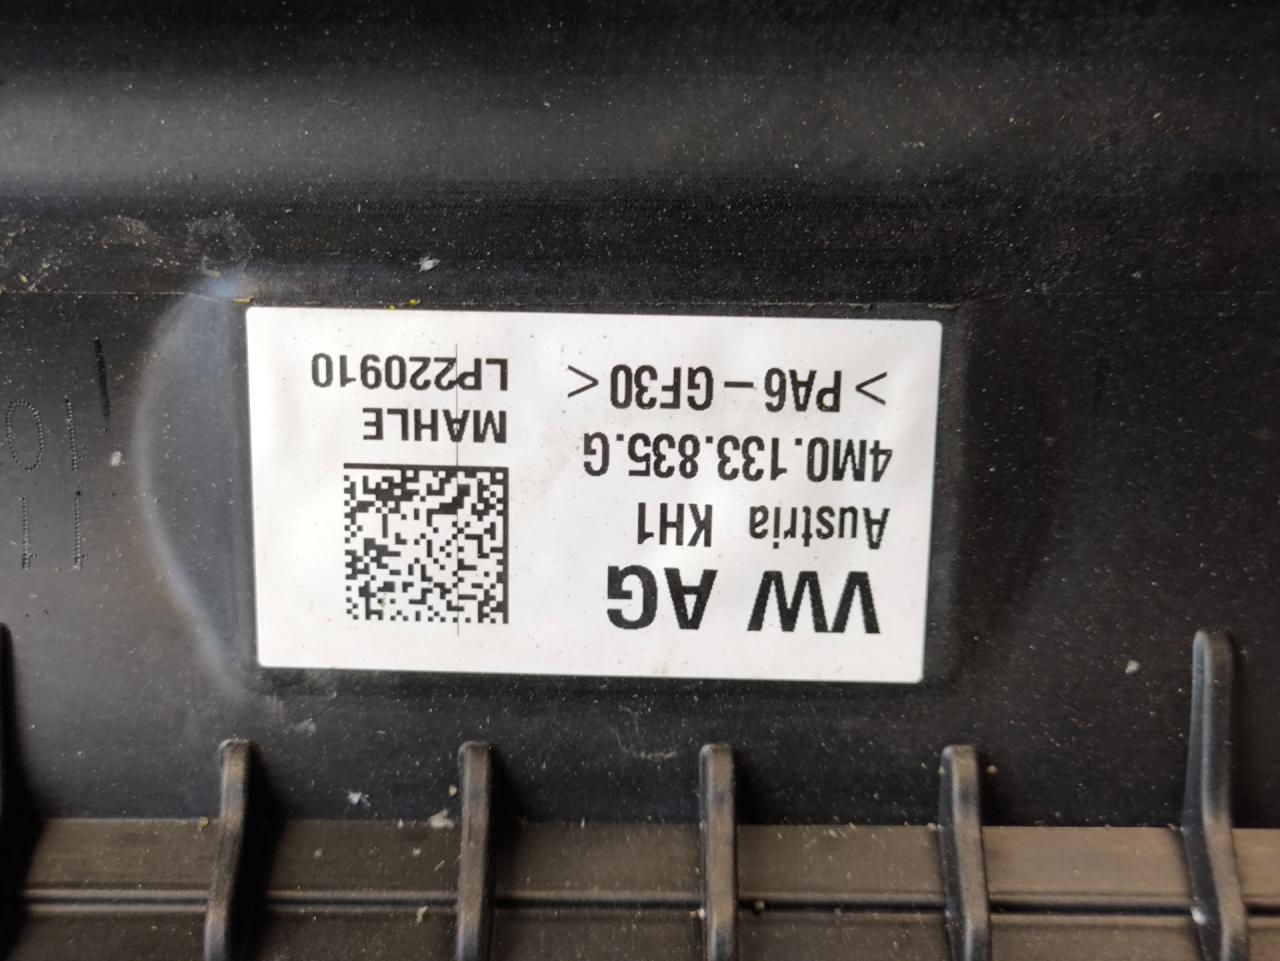 VW AG
Austria KH1
4M0.133.835.G
> PA6 - GF30 <
MAHLE
LP220910